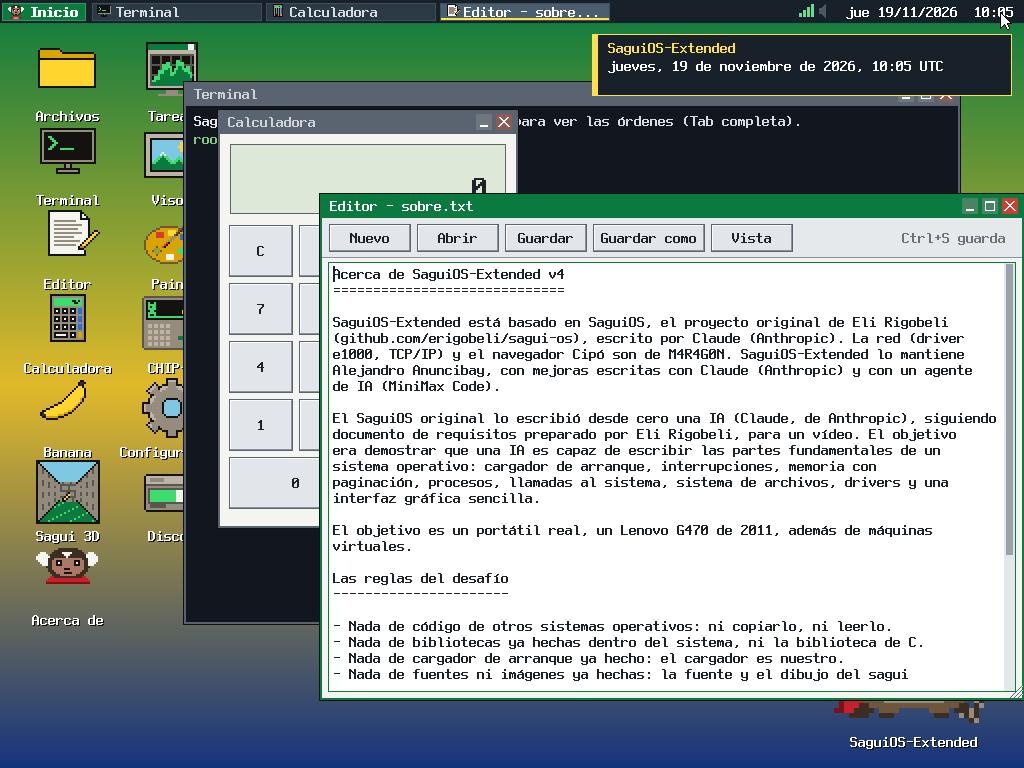 Inicio
Terminal
Calculadora
Editor - sobre...
jue 19/11/2026 10:05
SaguiOS-Extended
jueves, 19 de noviembre de 2026, 10:05 UTC
Archivos
Terminal
Editor
Calculadora
Banana
Sagui 3D
Acerca de
Terminal
para ver las órdenes (Tab completa).
Calculadora
0
C
7
4
1
0
Editor - sobre.txt
Nuevo
Abrir
Guardar
Guardar como
Vista
Ctrl+S guarda
Acerca de SaguiOS-Extended v4
=============================
SaguiOS-Extended está basado en SaguiOS, el proyecto original de Eli Rigobeli
(github.com/erigobeli/sagui-os), escrito por Claude (Anthropic). La red (driver
e1000, TCP/IP) y el navegador Cipó son de M4R4G0N. SaguiOS-Extended lo mantiene
Alejandro Anuncibay, con mejoras escritas con Claude (Anthropic) y con un agente
de IA (MiniMax Code).
El SaguiOS original lo escribió desde cero una IA (Claude, de Anthropic), siguiendo
documento de requisitos preparado por Eli Rigobeli, para un vídeo. El objetivo
era demostrar que una IA es capaz de escribir las partes fundamentales de un
sistema operativo: cargador de arranque, interrupciones, memoria con
paginación, procesos, llamadas al sistema, sistema de archivos, drivers y una
interfaz gráfica sencilla.
El objetivo es un portátil real, un Lenovo G470 de 2011, además de máquinas
virtuales.
Las reglas del desafío
----------------------
- Nada de código de otros sistemas operativos: ni copiarlo, ni leerlo.
- Nada de bibliotecas ya hechas dentro del sistema, ni la biblioteca de C.
- Nada de cargador de arranque ya hecho: el cargador es nuestro.
- Nada de fuentes ni imágenes ya hechas: la fuente y el dibujo del sagui
SaguiOS-Extended